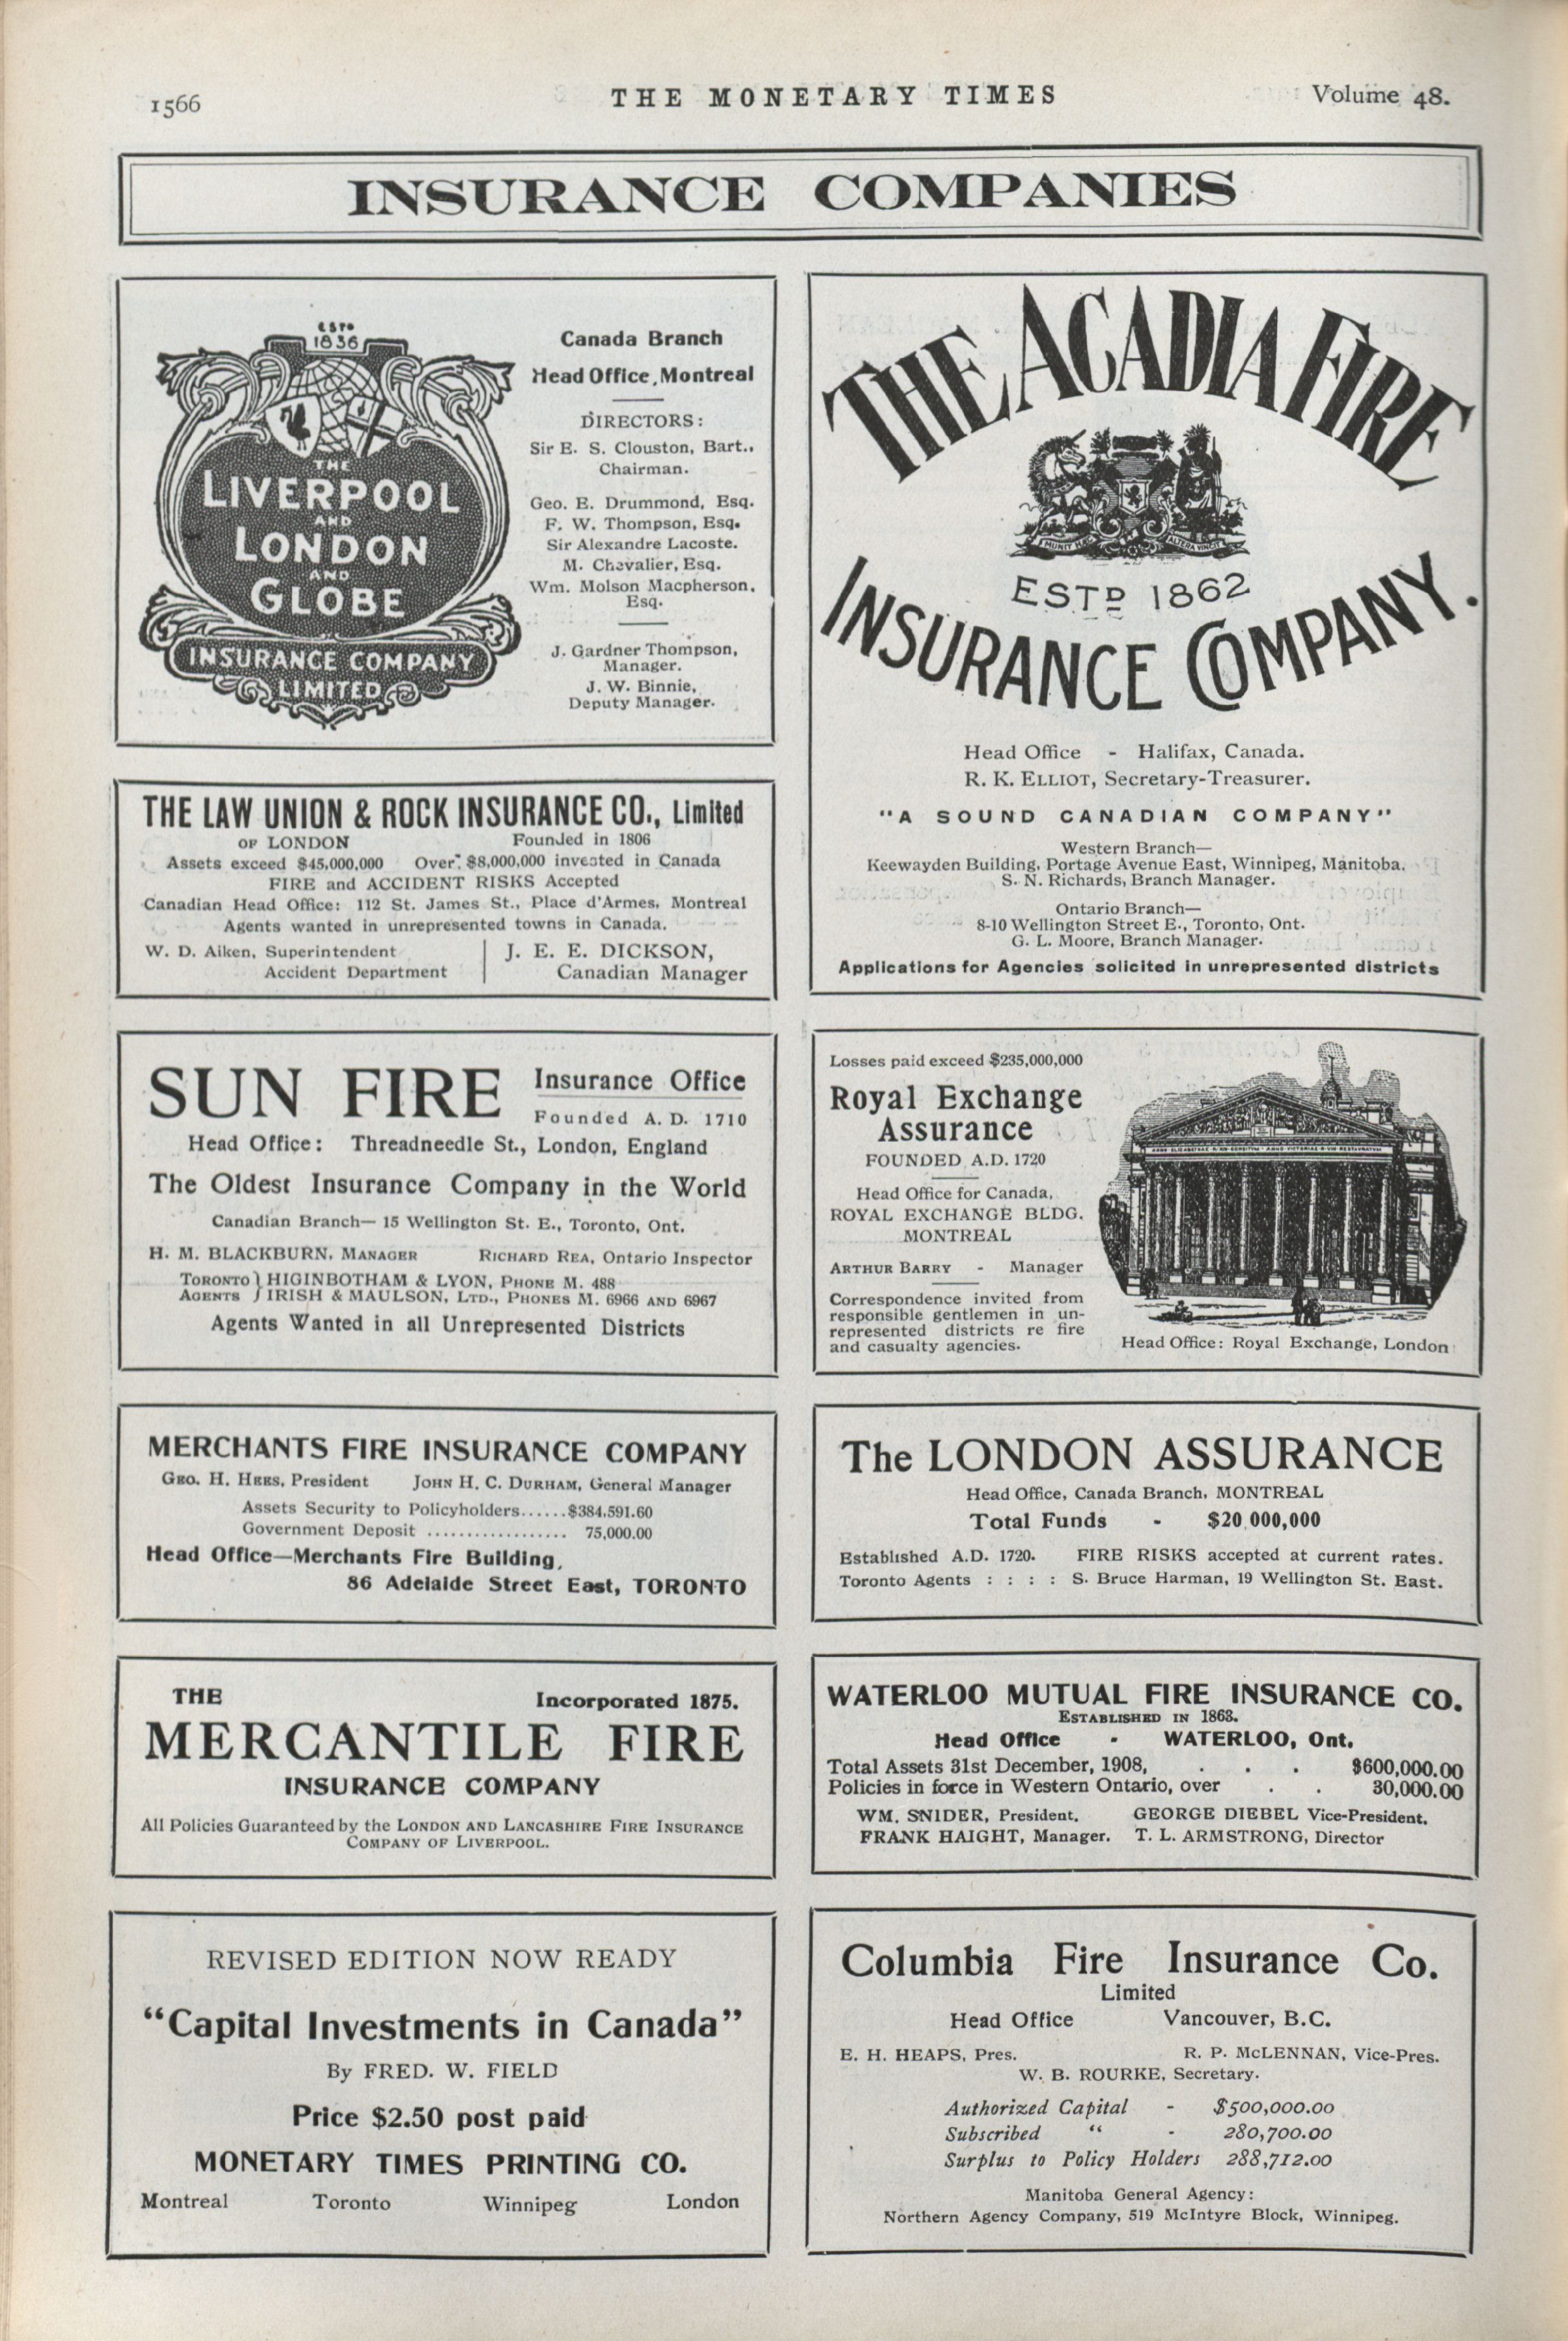 1566
THE MONETARY TIMES
Volume 48.
INSURANCE COMPANIES
ESTD
1836
THE
LIVERPOOL
AND
LONDON
AND
GLOBE
INSURANCE COMPANY
LIMITED
Canada Branch
Head Office, Montreal
DIRECTORS:
Sir E. S. Clouston, Bart.,
Chairman.
Geo. E. Drummond, Esq.
F. W. Thompson, Esq.
Sir Alexandre Lacoste.
M. Chevalier, Esq.
Wm. Molson Macpherson,
Esq.
J. Gardner Thompson,
Manager.
J. W. Binnie,
Deputy Manager.
THE LAW UNION & ROCK INSURANCE CO., Limited
OF LONDON Founded in 1806
Assets exceed $45,000,000 Over $8,000,000 invested in Canada
FIRE and ACCIDENT RISKS Accepted
Canadian Head Office: 112 St. James St., Place d'Armes, Montreal
Agents wanted in unrepresented towns in Canada.
W. D. Aiken, Superintendent
Accident Department
J. E. E. DICKSON,
Canadian Manager
SUN FIRE
Insurance Office
Founded A. D. 1710
Head Office: Threadneedle St., London, England
The Oldest Insurance Company in the World
Canadian Branch— 15 Wellington St. E., Toronto, Ont.
H. M. BLACKBURN, MANAGER RICHARD REA, Ontario Inspector
TORONTO } HIGINBOTHAM & LYON, PHONE M. 488
AGENTS } IRISH & MAULSON, LTD., PHONES M. 6966 AND 6967
Agents Wanted in all Unrepresented Districts
MERCHANTS FIRE INSURANCE COMPANY
GEO. H. HEES, President JOHN H. C. DURHAM, General Manager
Assets Security to Policyholders......$384,591.60
Government Deposit .................. 75,000.00
Head Office—Merchants Fire Building,
86 Adelaide Street East, TORONTO
THE Incorporated 1875.
MERCANTILE FIRE
INSURANCE COMPANY
All Policies Guaranteed by the LONDON AND LANCASHIRE FIRE INSURANCE
COMPANY OF LIVERPOOL.
REVISED EDITION NOW READY
“Capital Investments in Canada”
By FRED. W. FIELD
Price $2.50 post paid
MONETARY TIMES PRINTING CO.
Montreal Toronto Winnipeg London
THE ACADIA FIRE
MUNIT HÆC ALTERA VINCIT
ESTD 1862
INSURANCE COMPANY.
Head Office - Halifax, Canada.
R. K. ELLIOT, Secretary-Treasurer.
"A SOUND CANADIAN COMPANY"
Western Branch—
Keewayden Building, Portage Avenue East, Winnipeg, Manitoba.
S. N. Richards, Branch Manager.
Ontario Branch—
8-10 Wellington Street E., Toronto, Ont.
G. L. Moore, Branch Manager.
Applications for Agencies solicited in unrepresented districts
Losses paid exceed $235,000,000
Royal Exchange
Assurance
FOUNDED A.D. 1720
Head Office for Canada,
ROYAL EXCHANGE BLDG.
MONTREAL
ARTHUR BARRY - Manager
Correspondence invited from
responsible gentlemen in un-
represented districts re fire
and casualty agencies.
Head Office: Royal Exchange, London
The LONDON ASSURANCE
Head Office, Canada Branch, MONTREAL
Total Funds - $20,000,000
Established A.D. 1720. FIRE RISKS accepted at current rates.
Toronto Agents : : : : S. Bruce Harman, 19 Wellington St. East.
WATERLOO MUTUAL FIRE INSURANCE CO.
ESTABLISHED IN 1863.
Head Office - WATERLOO, Ont.
Total Assets 31st December, 1908, . . . $600,000.00
Policies in force in Western Ontario, over . . 30,000.00
WM. SNIDER, President. GEORGE DIEBEL Vice-President.
FRANK HAIGHT, Manager. T. L. ARMSTRONG, Director
Columbia Fire Insurance Co.
Limited
Head Office Vancouver, B.C.
E. H. HEAPS, Pres. R. P. McLENNAN, Vice-Pres.
W. B. ROURKE, Secretary.
Authorized Capital - $500,000.00
Subscribed “ - 280,700.00
Surplus to Policy Holders 288,712.00
Manitoba General Agency:
Northern Agency Company, 519 McIntyre Block, Winnipeg.